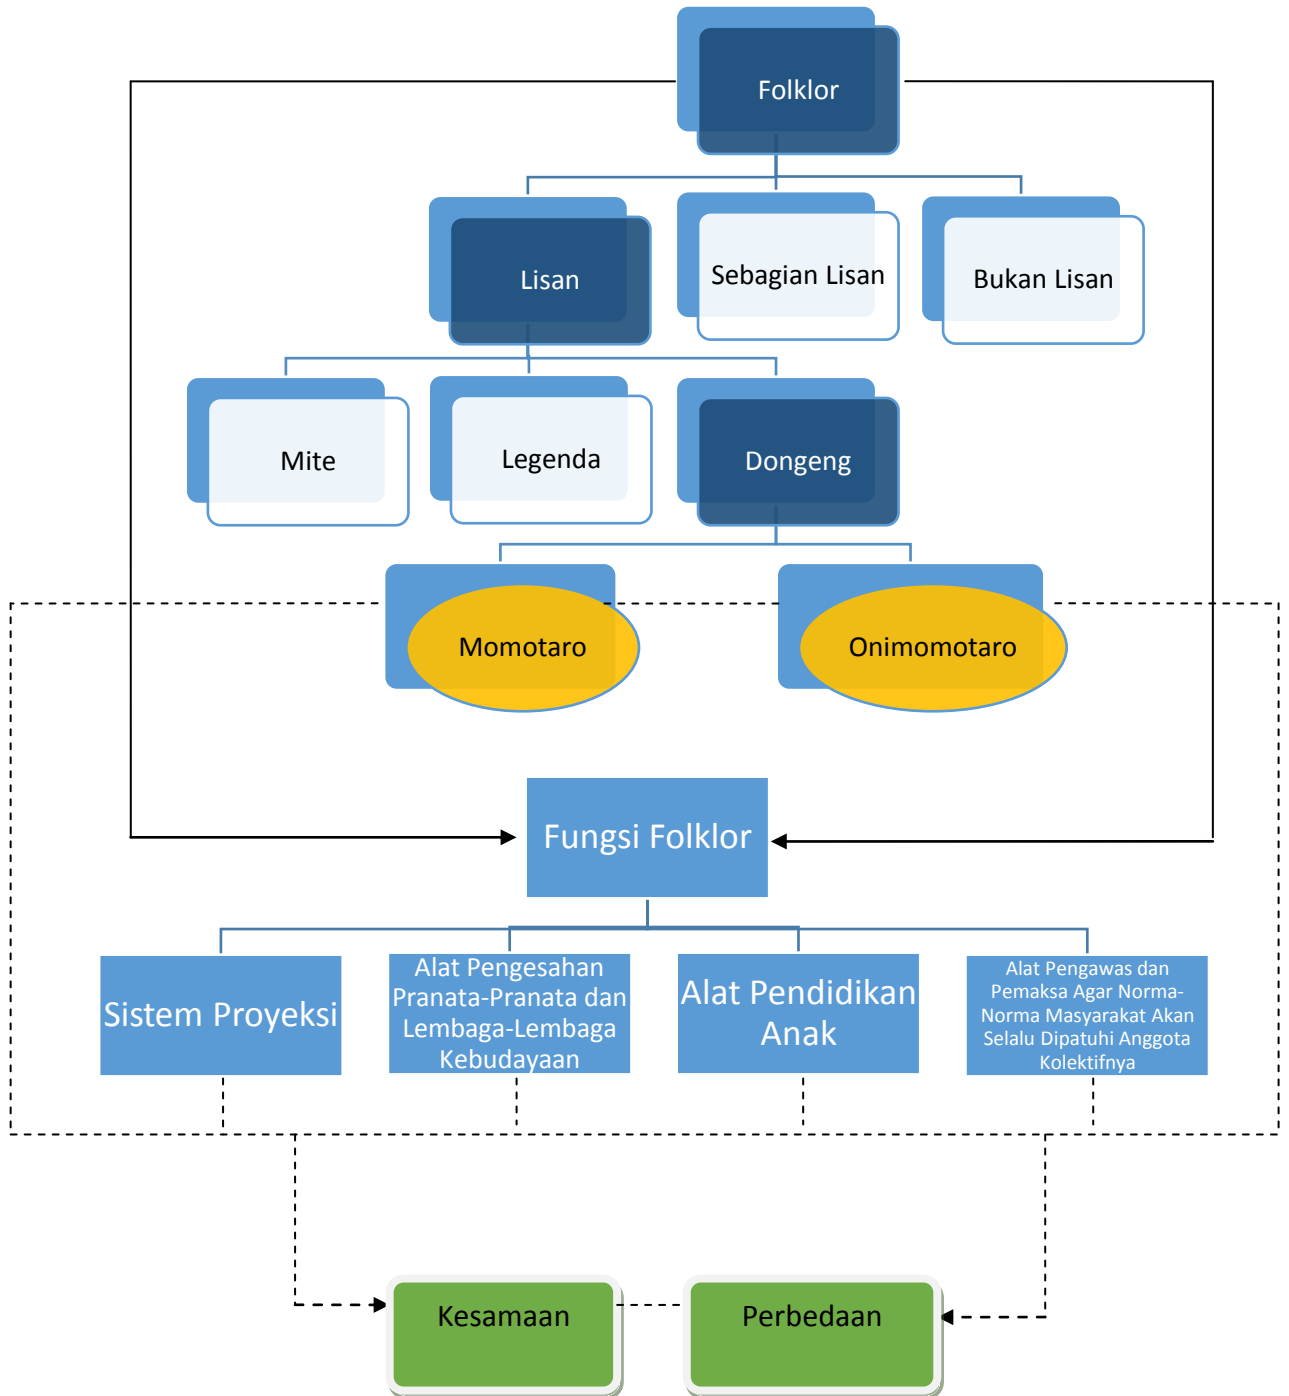 Folklor
Lisan
Sebagian Lisan
Bukan Lisan
Mite
Legenda
Dongeng
Momotaro
Onimomotaro
Fungsi Folklor
Sistem Proyeksi
Alat Pengesahan
Pranata-Pranata dan
Lembaga-Lembaga
Kebudayaan
Alat Pendidikan
Anak
Alat Pengawas dan
Pemaksa Agar Norma-
Norma Masyarakat Akan
Selalu Dipatuhi Anggota
Kolektifnya
Kesamaan
Perbedaan